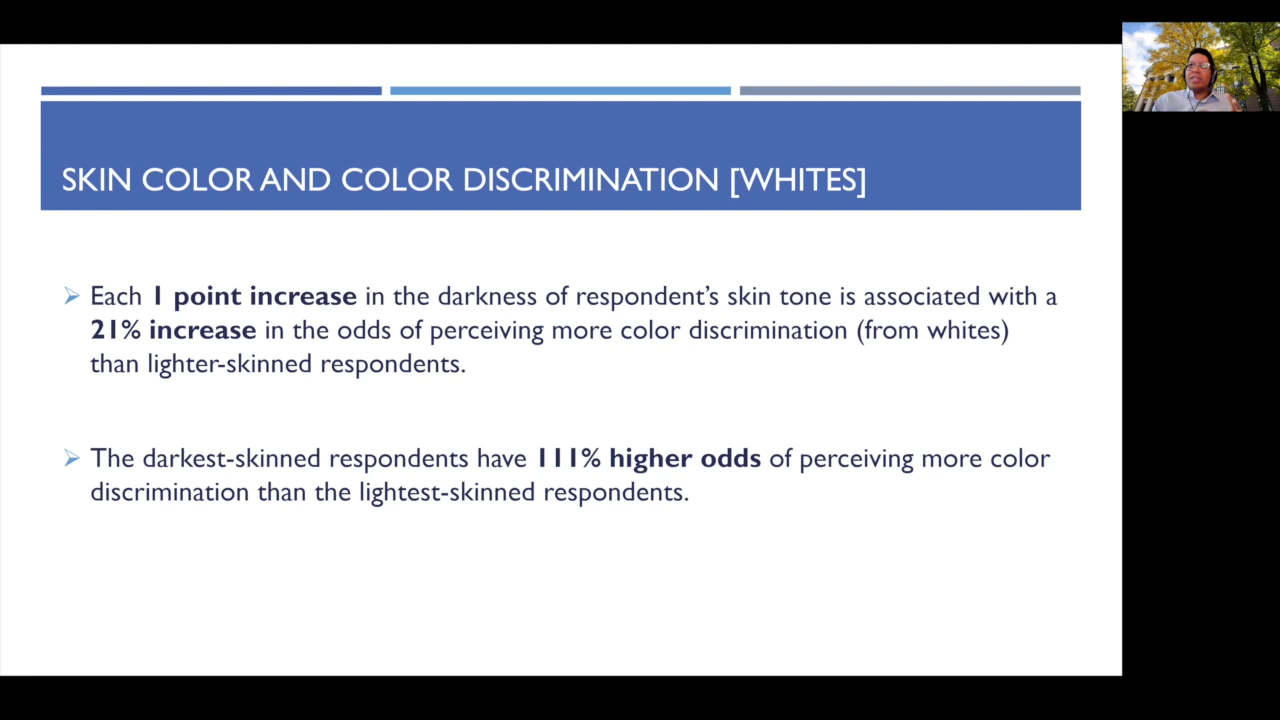 SKIN COLOR AND COLOR DISCRIMINATION [WHITES]
Each 1 point increase in the darkness of respondent’s skin tone is associated with a
21% increase in the odds of perceiving more color discrimination (from whites)
than lighter-skinned respondents.
The darkest-skinned respondents have 111% higher odds of perceiving more color
discrimination than the lightest-skinned respondents.